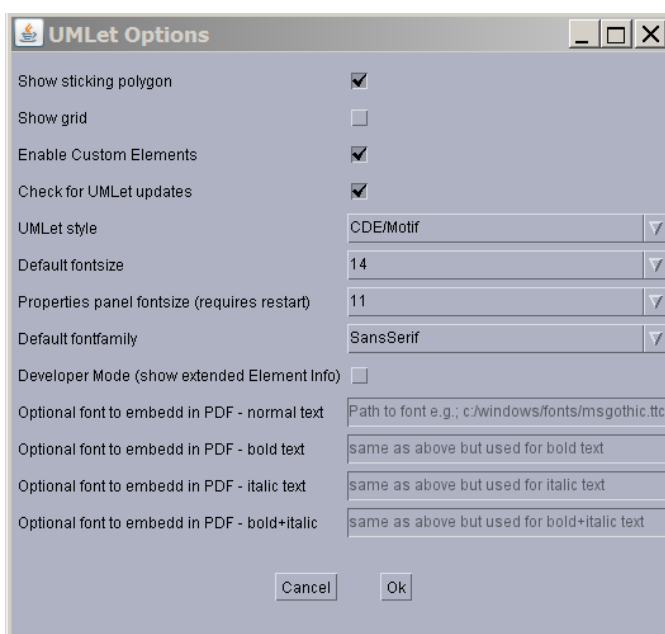 UMLet Options
Show sticking polygon
Show grid
Enable Custom Elements
Check for UMLet updates
UMLet style CDE/Motif
Default fontsize 14
Properties panel fontsize (requires restart) 11
Default fontfamily SansSerif
Developer Mode (show extended Element Info)
Optional font to embedd in PDF - normal text Path to font e.g.; c:/windows/fonts/msgothic.ttc
Optional font to embedd in PDF - bold text same as above but used for bold text
Optional font to embedd in PDF - italic text same as above but used for italic text
Optional font to embedd in PDF - bold+italic same as above but used for bold+italic text
Cancel Ok